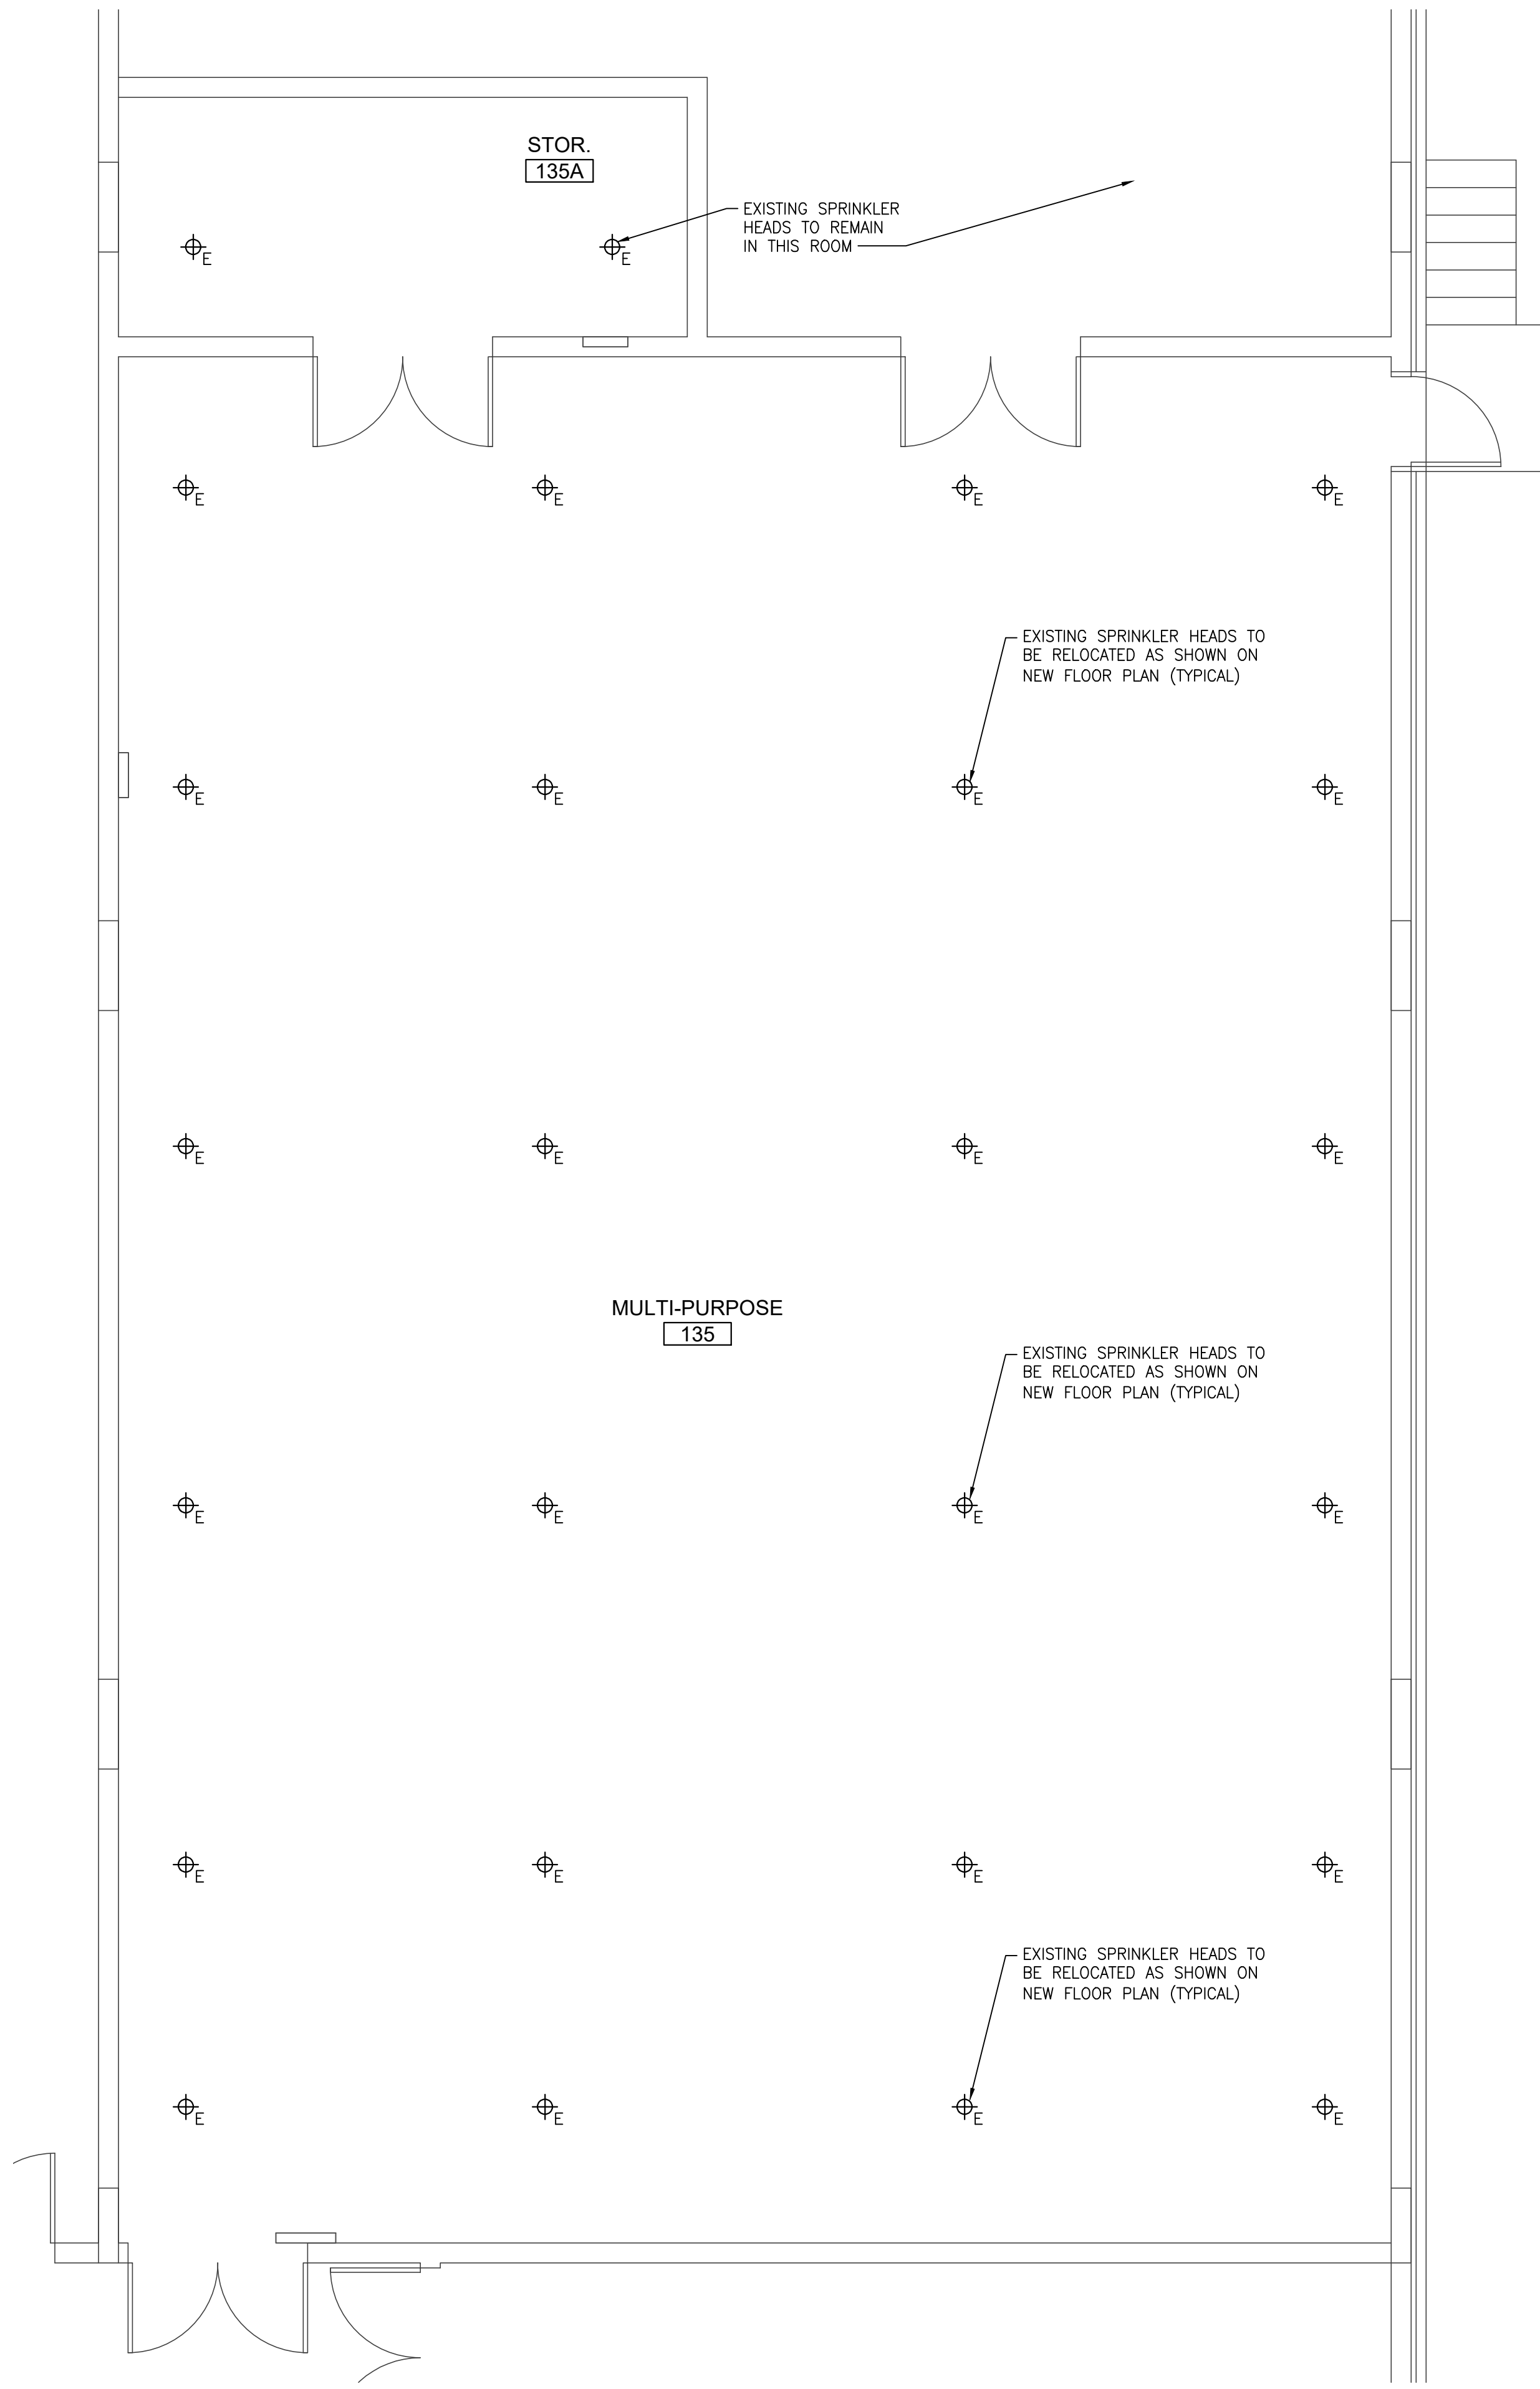 STOR.
135A
EXISTING SPRINKLER
HEADS TO REMAIN
IN THIS ROOM
E
E
E
E
E
E
EXISTING SPRINKLER HEADS TO
BE RELOCATED AS SHOWN ON
NEW FLOOR PLAN (TYPICAL)
E
E
E
E
E
E
E
E
MULTI-PURPOSE
135
EXISTING SPRINKLER HEADS TO
BE RELOCATED AS SHOWN ON
NEW FLOOR PLAN (TYPICAL)
E
E
E
E
E
E
E
E
EXISTING SPRINKLER HEADS TO
BE RELOCATED AS SHOWN ON
NEW FLOOR PLAN (TYPICAL)
E
E
E
E